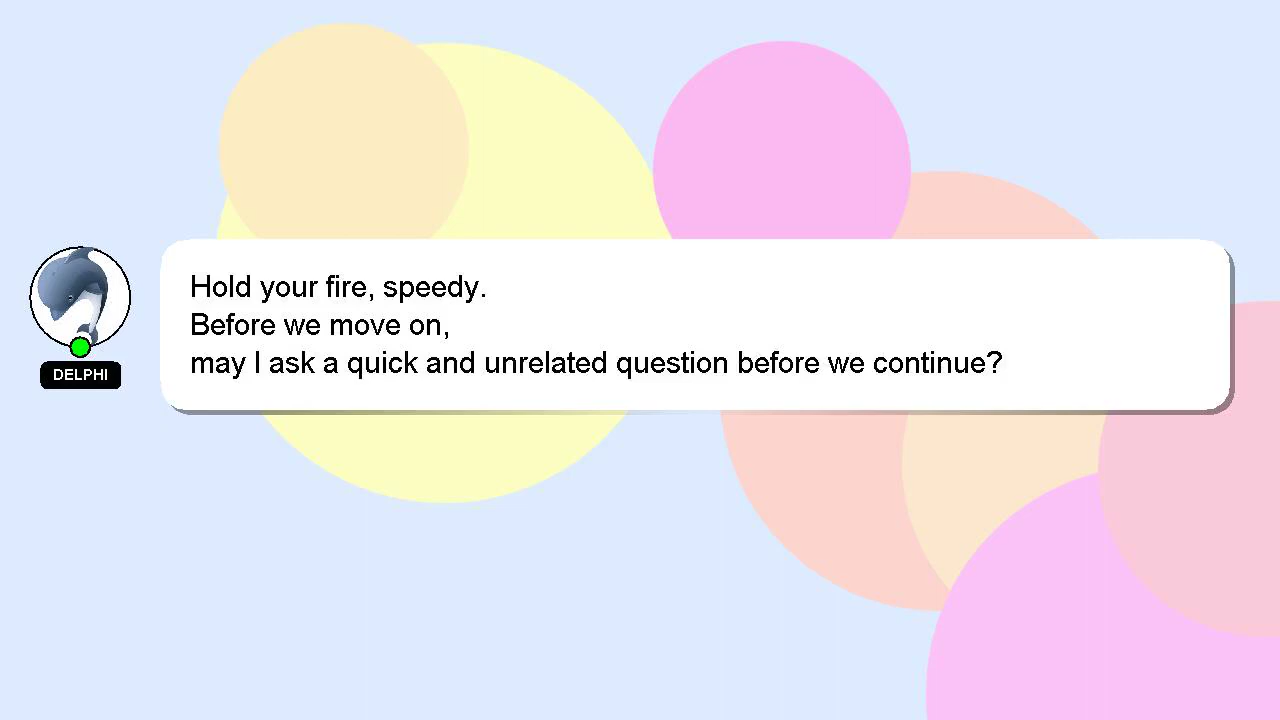 Hold your fire, speedy.
Before we move on,
may I ask a quick and unrelated question before we continue?
DELPHI